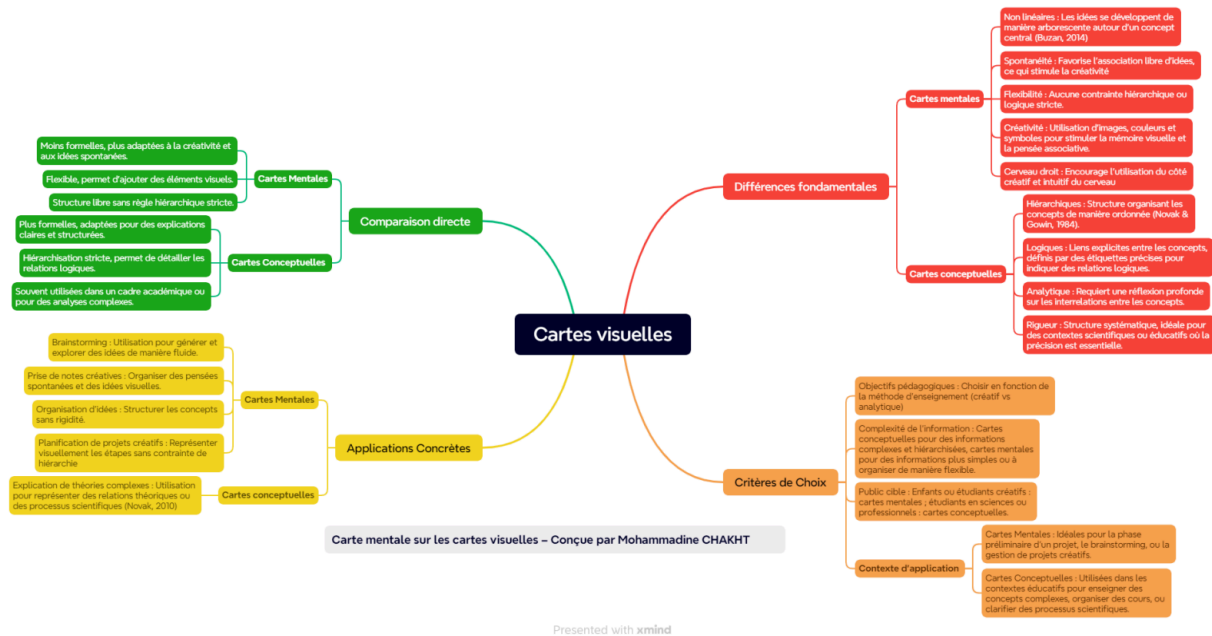 Cartes visuelles
Différences fondamentales
Cartes mentales
Non linéaires : Les idées se développent de
manière arborescente autour d'un concept
central (Buzan, 2014)
Spontanéité : Favorise l'association libre d'idées,
ce qui stimule la créativité
Flexibilité : Aucune contrainte hiérarchique ou
logique stricte.
Créativité : Utilisation d'images, couleurs et
symboles pour stimuler la mémoire visuelle et
la pensée associative.
Cerveau droit : Encourage l'utilisation du côté
créatif et intuitif du cerveau
Cartes conceptuelles
Hiérarchiques : Structure organisant les
concepts de manière ordonnée (Novak &
Gowin, 1984).
Logiques : Liens explicites entre les concepts,
définis par des étiquettes précises pour
indiquer des relations logiques.
Analytique : Requiert une réflexion profonde
sur les interrelations entre les concepts.
Rigueur : Structure systématique, idéale pour
des contextes scientifiques ou éducatifs où la
précision est essentielle.
Critères de Choix
Objectifs pédagogiques : Choisir en fonction de
la méthode d'enseignement (créatif vs
analytique)
Complexité de l'information : Cartes
conceptuelles pour des informations
complexes et hiérarchisées, cartes mentales
pour des informations plus simples ou à
organiser de manière flexible.
Public cible : Enfants ou étudiants créatifs :
cartes mentales ; étudiants en sciences ou
professionnels : cartes conceptuelles.
Contexte d'application
Cartes Mentales : Idéales pour la phase
préliminaire d'un projet, le brainstorming, ou la
gestion de projets créatifs.
Cartes Conceptuelles : Utilisées dans les
contextes éducatifs pour enseigner des
concepts complexes, organiser des cours, ou
clarifier des processus scientifiques.
Comparaison directe
Cartes Mentales
Moins formelles, plus adaptées à la créativité et
aux idées spontanées.
Flexible, permet d'ajouter des éléments visuels.
Structure libre sans règle hiérarchique stricte.
Cartes Conceptuelles
Plus formelles, adaptées pour des explications
claires et structurées.
Hiérarchisation stricte, permet de détailler les
relations logiques.
Souvent utilisées dans un cadre académique ou
pour des analyses complexes.
Applications Concrètes
Cartes Mentales
Brainstorming : Utilisation pour générer et
explorer des idées de manière fluide.
Prise de notes créatives : Organiser des pensées
spontanées et des idées visuelles.
Organisation d'idées : Structurer les concepts
sans rigidité.
Planification de projets créatifs : Représenter
visuellement les étapes sans contrainte de
hiérarchie
Cartes conceptuelles
Explication de théories complexes : Utilisation
pour représenter des relations théoriques ou
des processus scientifiques (Novak, 2010)
Carte mentale sur les cartes visuelles – Conçue par Mohammadine CHAKHT
Presented with xmind